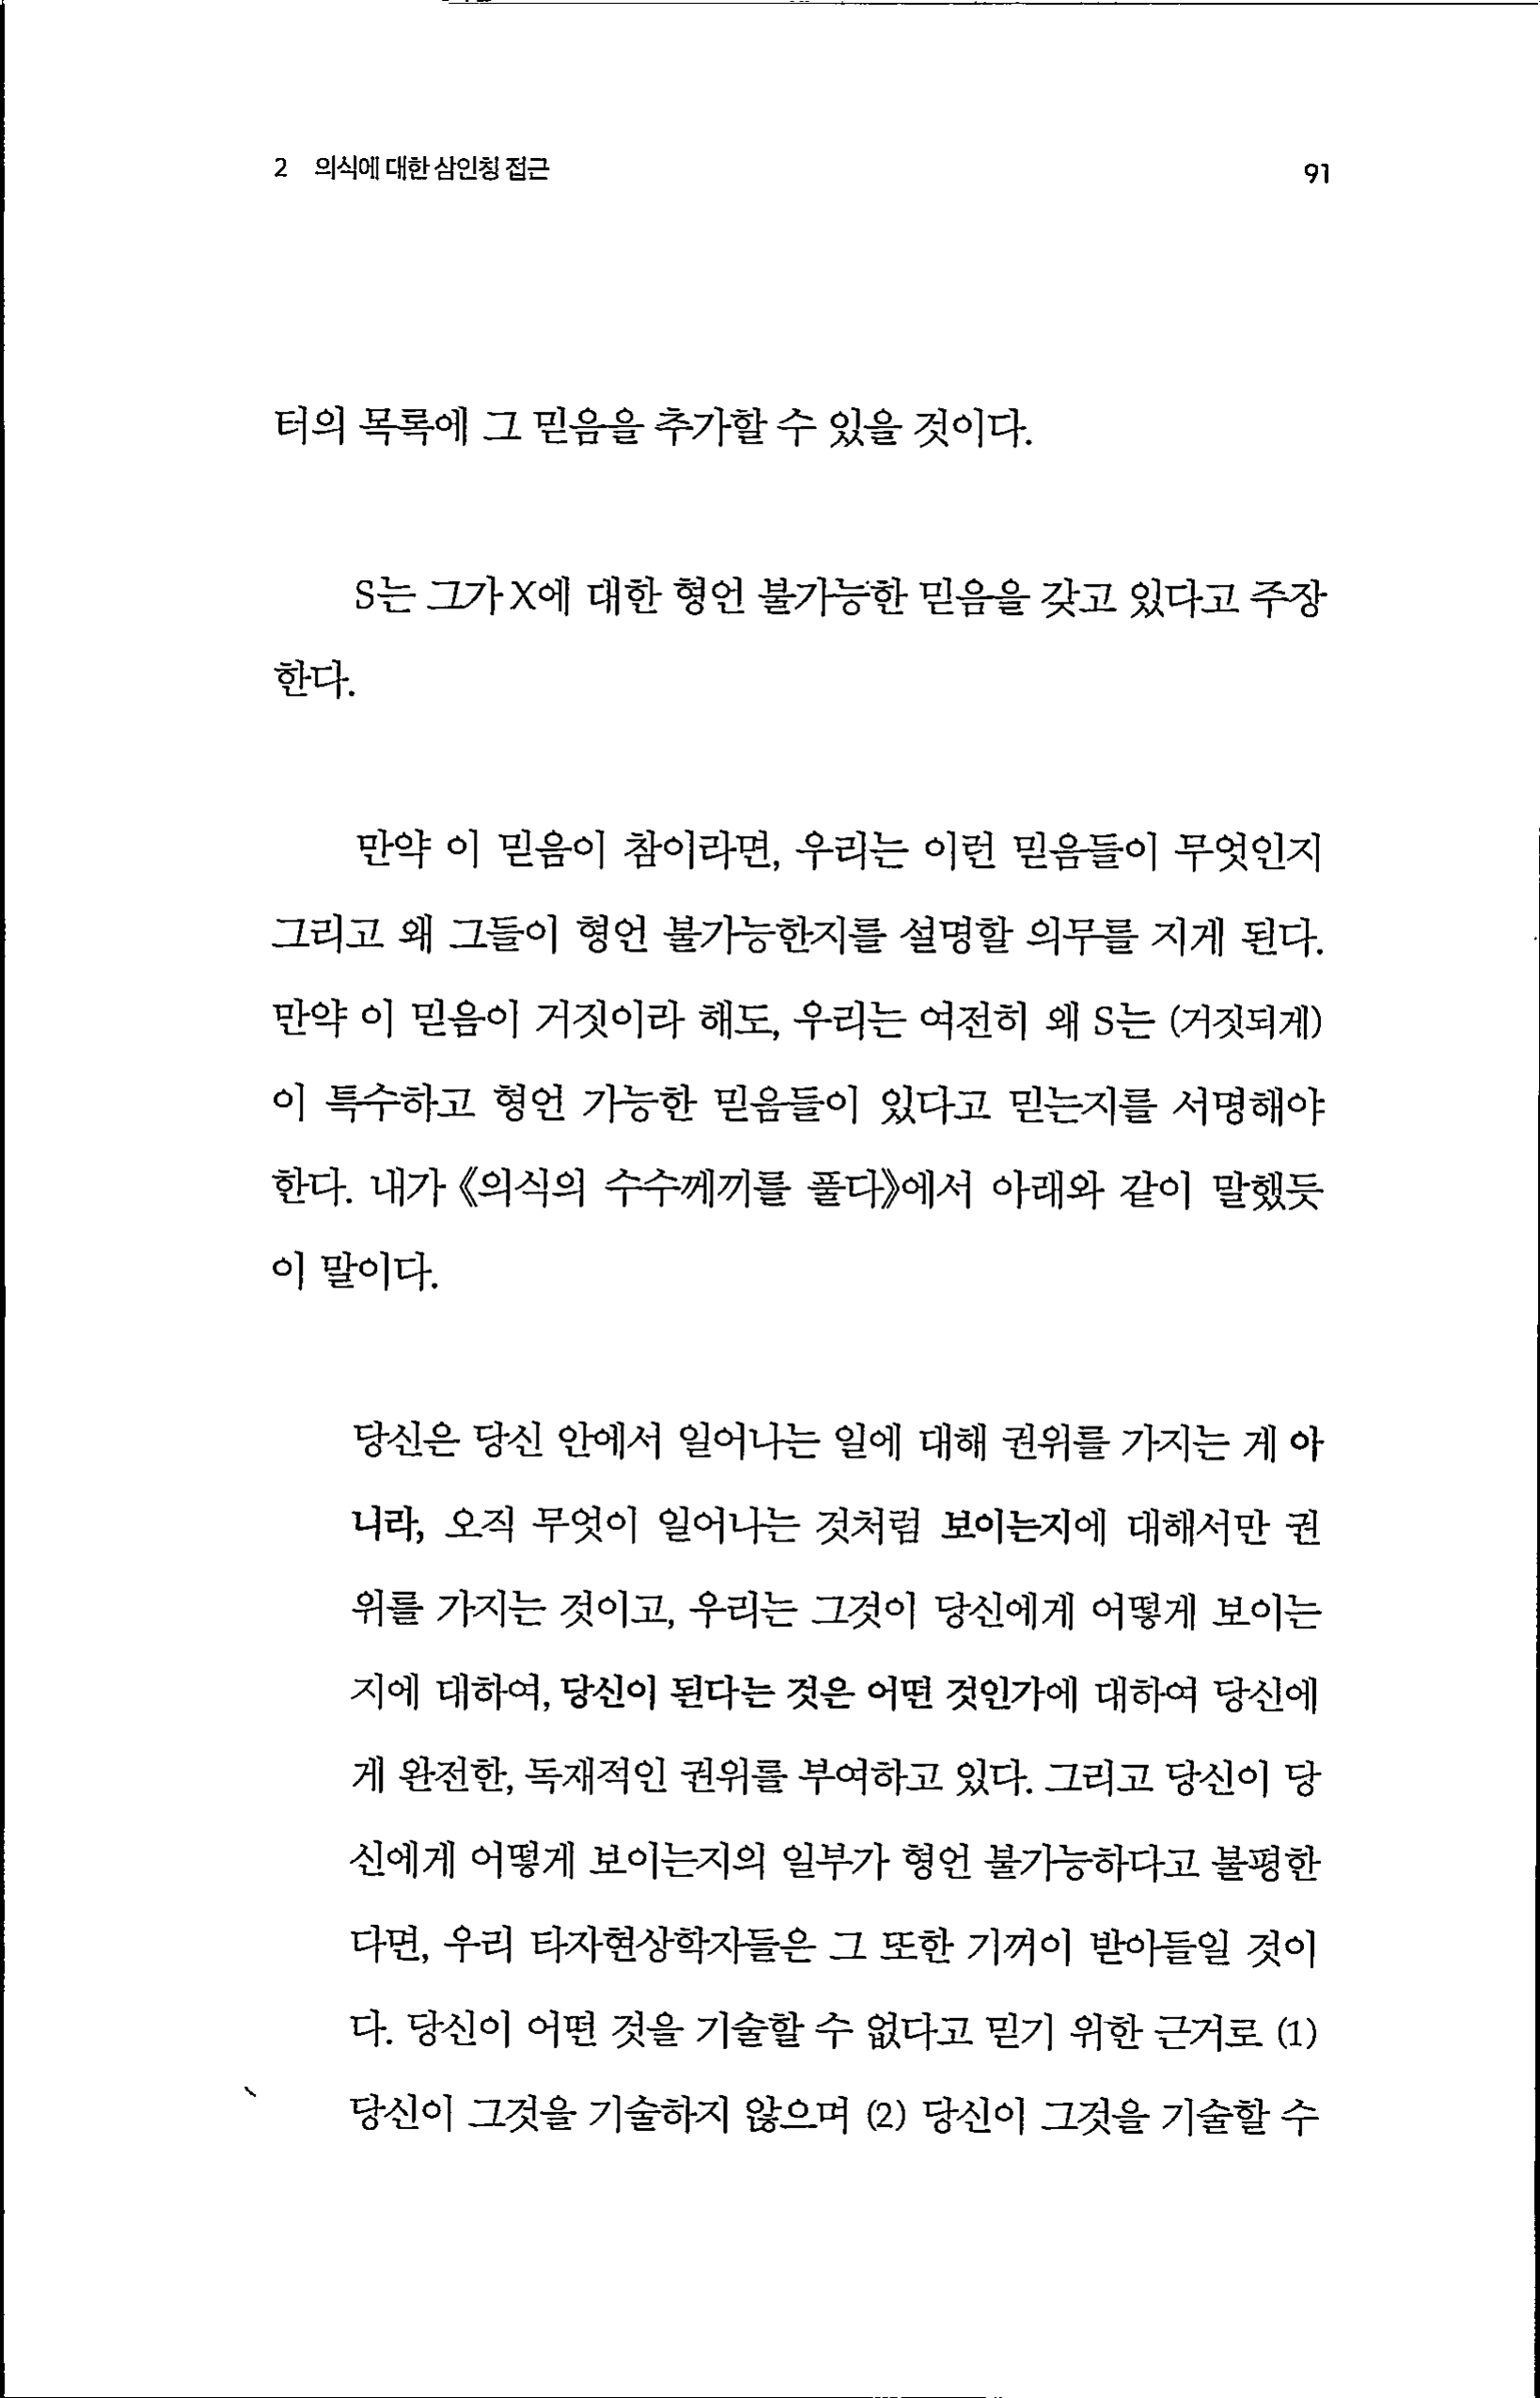 2 의식에 대한 삼인칭 접근
91
터의 목록에 그 믿음을 추가할 수 있을 것이다.
S는 그가 X에 대한 형언 불가능한 믿음을 갖고 있다고 주장
한다.
만약 이 믿음이 참이라면, 우리는 이런 믿음들이 무엇인지
그리고 왜 그들이 형언 불가능한지를 설명할 의무를 지게 된다.
만약 이 믿음이 거짓이라 해도, 우리는 여전히 왜 S는 (거짓되게)
이 특수하고 형언 가능한 믿음들이 있다고 믿는지를 서명해야
한다. 내가 《의식의 수수께끼를 풀다》에서 아래와 같이 말했듯
이 말이다.
당신은 당신 안에서 일어나는 일에 대해 권위를 가지는 게 아
니라, 오직 무엇이 일어나는 것처럼 보이는지에 대해서만 권
위를 가지는 것이고, 우리는 그것이 당신에게 어떻게 보이는
지에 대하여, 당신이 된다는 것은 어떤 것인가에 대하여 당신에
게 완전한, 독재적인 권위를 부여하고 있다. 그리고 당신이 당
신에게 어떻게 보이는지의 일부가 형언 불가능하다고 불평한
다면, 우리 타자현상학자들은 그 또한 기꺼이 받아들일 것이
다. 당신이 어떤 것을 기술할 수 없다고 믿기 위한 근거로 (1)
당신이 그것을 기술하지 않으며 (2) 당신이 그것을 기술할 수